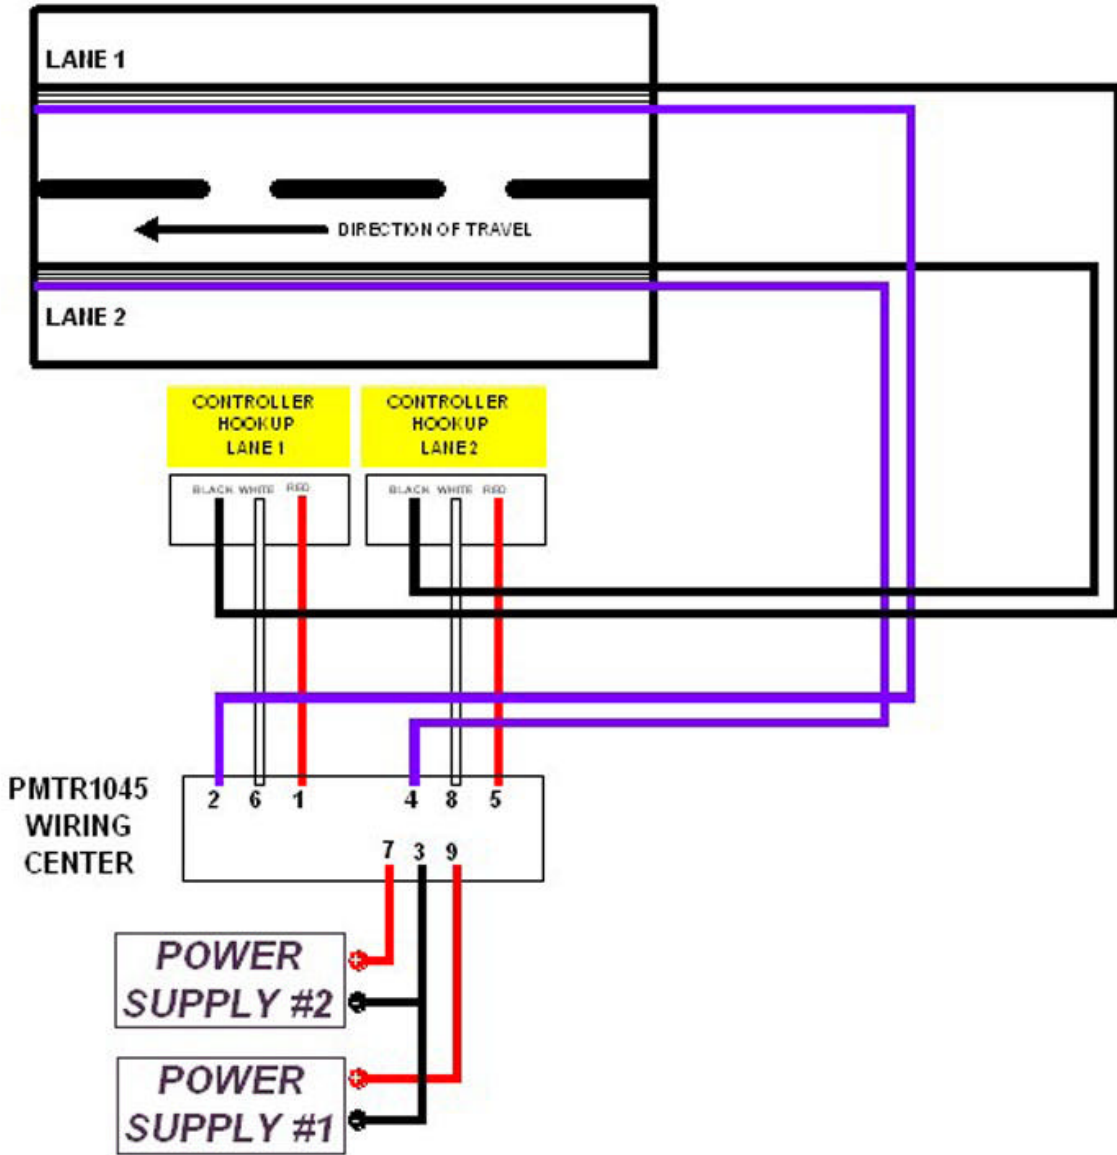 LANE 1
DIRECTION OF TRAVEL
LANE 2
CONTROLLER
HOOKUP
LANE 1
CONTROLLER
HOOKUP
LANE 2
BLACK WHITE RED
BLACK WHITE RED
PMTR1045
WIRING
CENTER
2 6 1 4 8 5
7 3 9
POWER
SUPPLY #2
+
-
POWER
SUPPLY #1
+
-